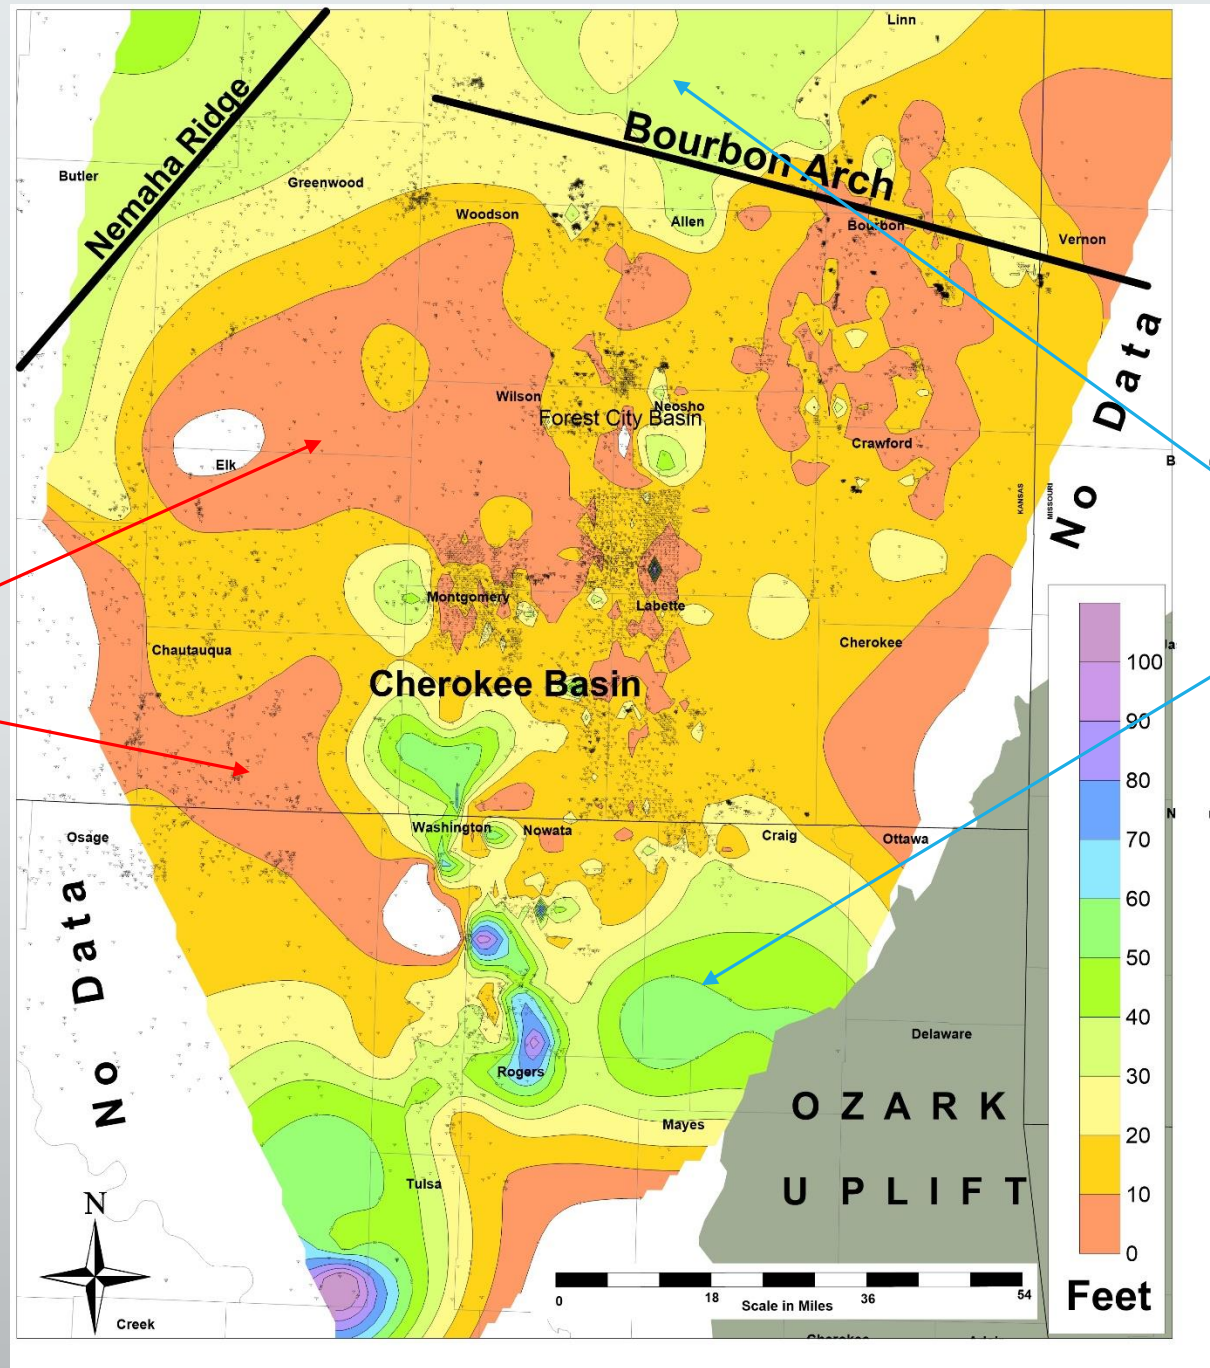 Linn
Nemaha Ridge
Bourbon Arch
Butler
Greenwood
Woodson
Allen
Bourbon
Vernon
No Data
Wilson
Neosho
Forest City Basin
Crawford
Elk
KANSAS
MISSOURI
B
Montgomery
Labette
Chautauqua
Cherokee
Cherokee Basin
Washington
Nowata
Craig
Ottawa
Osage
N
No Data
Delaware
Rogers
OZARK
UPLIFT
Mayes
Tulsa
N
Creek
100
90
80
70
60
50
40
30
20
10
0
Feet
0
18
36
54
Scale in Miles
Cherokee